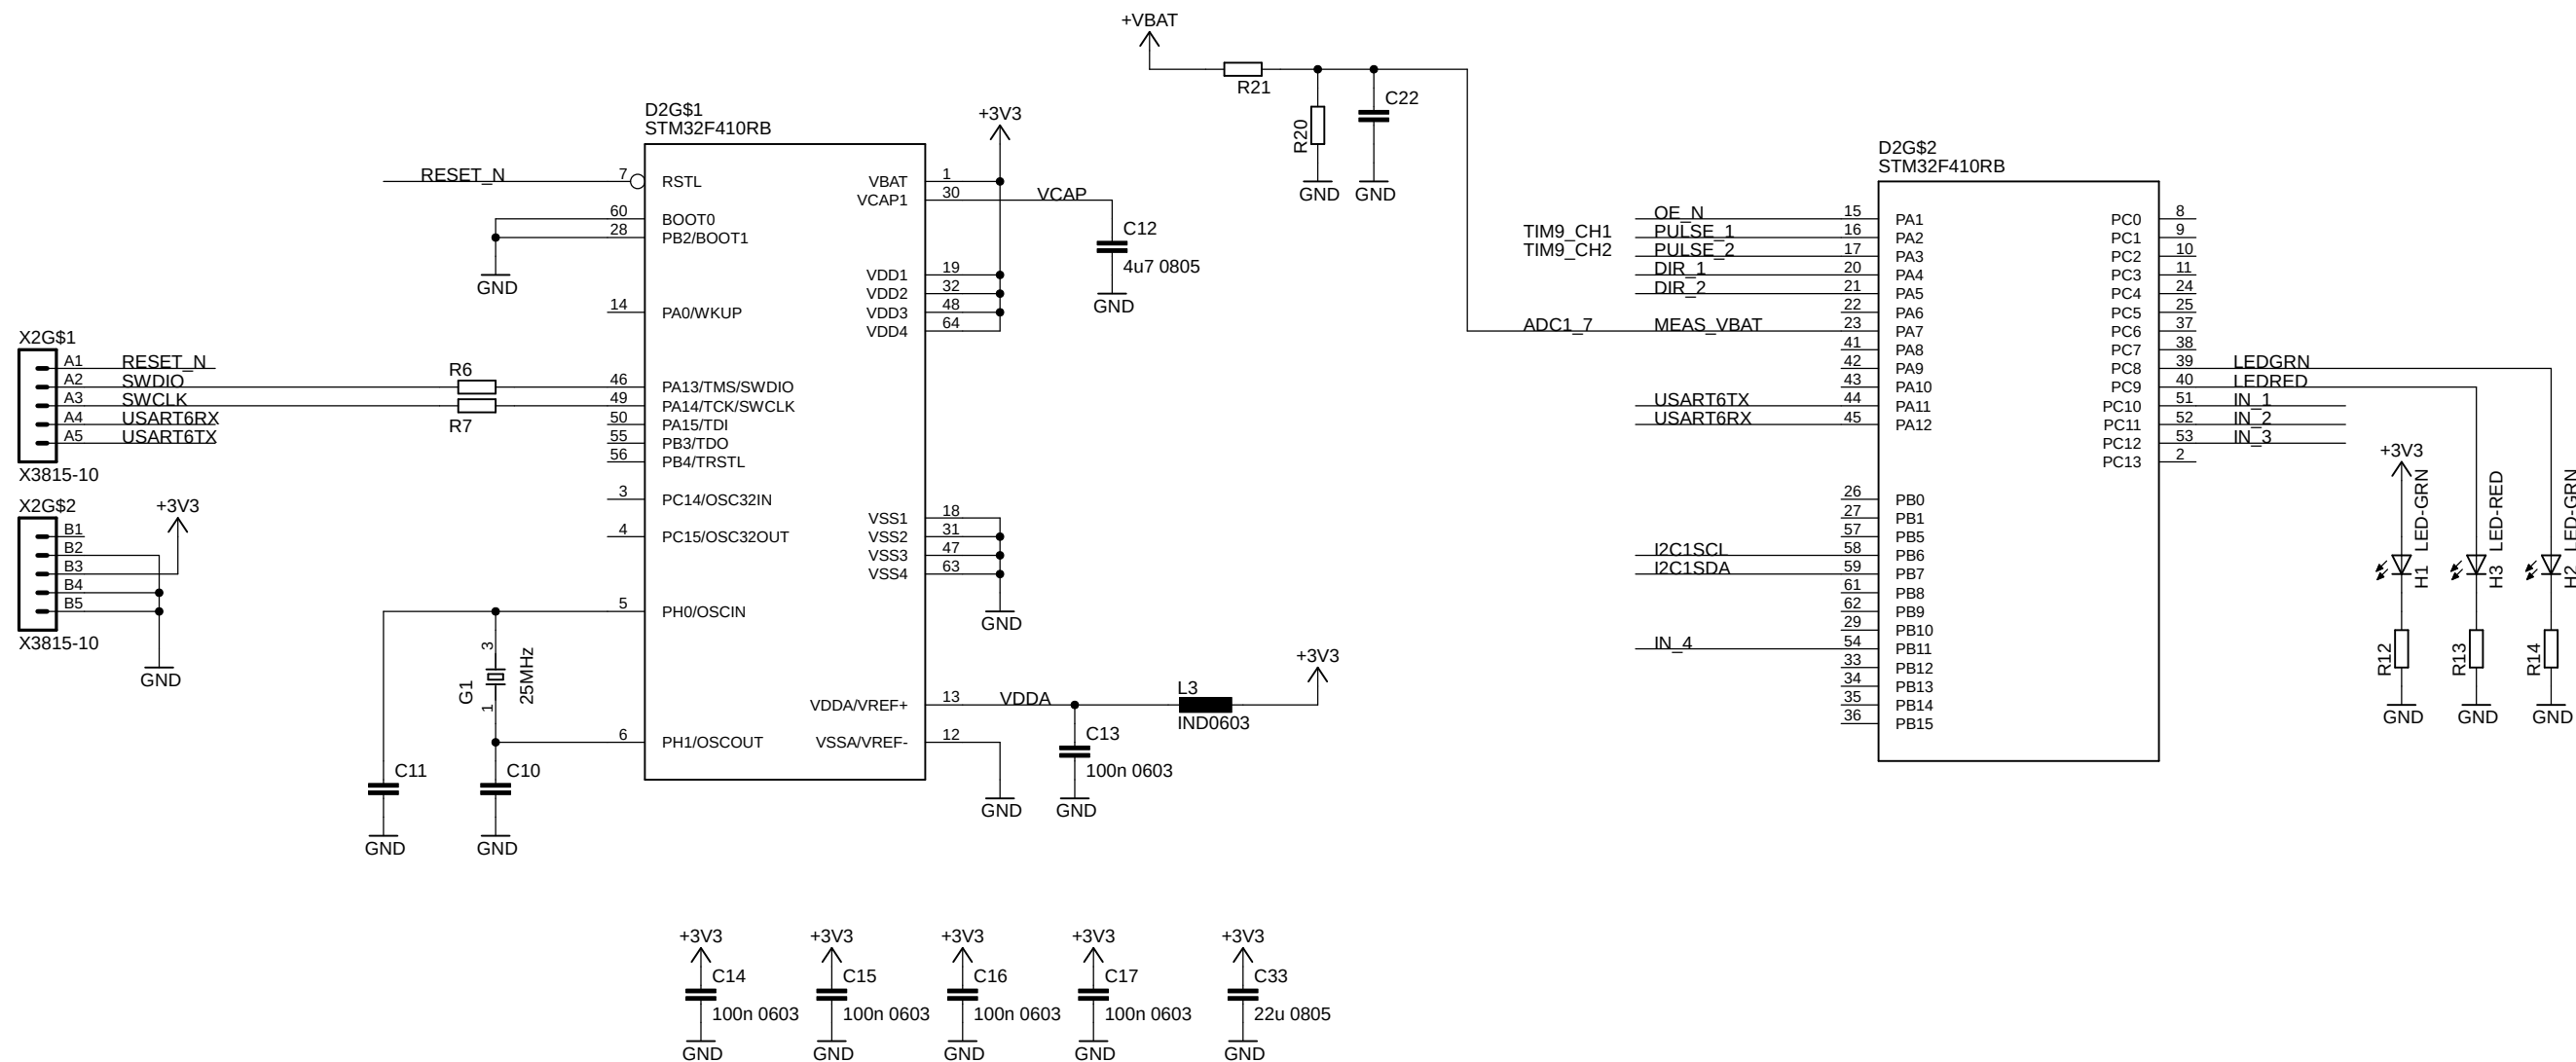 +VBAT
R21
R20
C22
GND
GND
D2G$1
STM32F410RB
+3V3
RESET_N
7
RSTL
60
BOOT0
28
PB2/BOOT1
GND
14
PA0/WKUP
46
PA13/TMS/SWDIO
49
PA14/TCK/SWCLK
50
PA15/TDI
55
PB3/TDO
56
PB4/TRSTL
3
PC14/OSC32IN
4
PC15/OSC32OUT
5
PH0/OSCIN
6
PH1/OSCOUT
VBAT
1
VCAP1
30
VCAP
C12
4u7 0805
GND
VDD1
19
VDD2
32
VDD3
48
VDD4
64
VSS1
18
VSS2
31
VSS3
47
VSS4
63
GND
VDDA/VREF+
13
VDDA
L3
IND0603
+3V3
C13
100n 0603
GND
VSSA/VREF-
12
GND
X2G$1
A1
RESET_N
A2
SWDIO
A3
SWCLK
A4
USART6RX
A5
USART6TX
X3815-10
R6
R7
X2G$2
+3V3
B1
B2
B3
B4
B5
X3815-10
GND
G1
3
1
25MHz
C11
GND
C10
GND
D2G$2
STM32F410RB
OE_N
15
PA1
TIM9_CH1
PULSE_1
16
PA2
TIM9_CH2
PULSE_2
17
PA3
DIR_1
20
PA4
DIR_2
21
PA5
22
PA6
ADC1_7
MEAS_VBAT
23
PA7
41
PA8
42
PA9
43
PA10
USART6TX
44
PA11
USART6RX
45
PA12
26
PB0
27
PB1
57
PB5
I2C1SCL
58
PB6
I2C1SDA
59
PB7
61
PB8
62
PB9
29
PB10
IN_4
54
PB11
33
PB12
34
PB13
35
PB14
36
PB15
PC0
8
PC1
9
PC2
10
PC3
11
PC4
24
PC5
25
PC6
37
PC7
38
PC8
39
LEDGRN
PC9
40
LEDRED
PC10
51
IN_1
PC11
52
IN_2
PC12
53
IN_3
PC13
2
+3V3
H1
LED-GRN
R12
GND
H3
LED-RED
R13
GND
H2
LED-GRN
R14
GND
+3V3
C14
100n 0603
GND
+3V3
C15
100n 0603
GND
+3V3
C16
100n 0603
GND
+3V3
C17
100n 0603
GND
+3V3
C33
22u 0805
GND